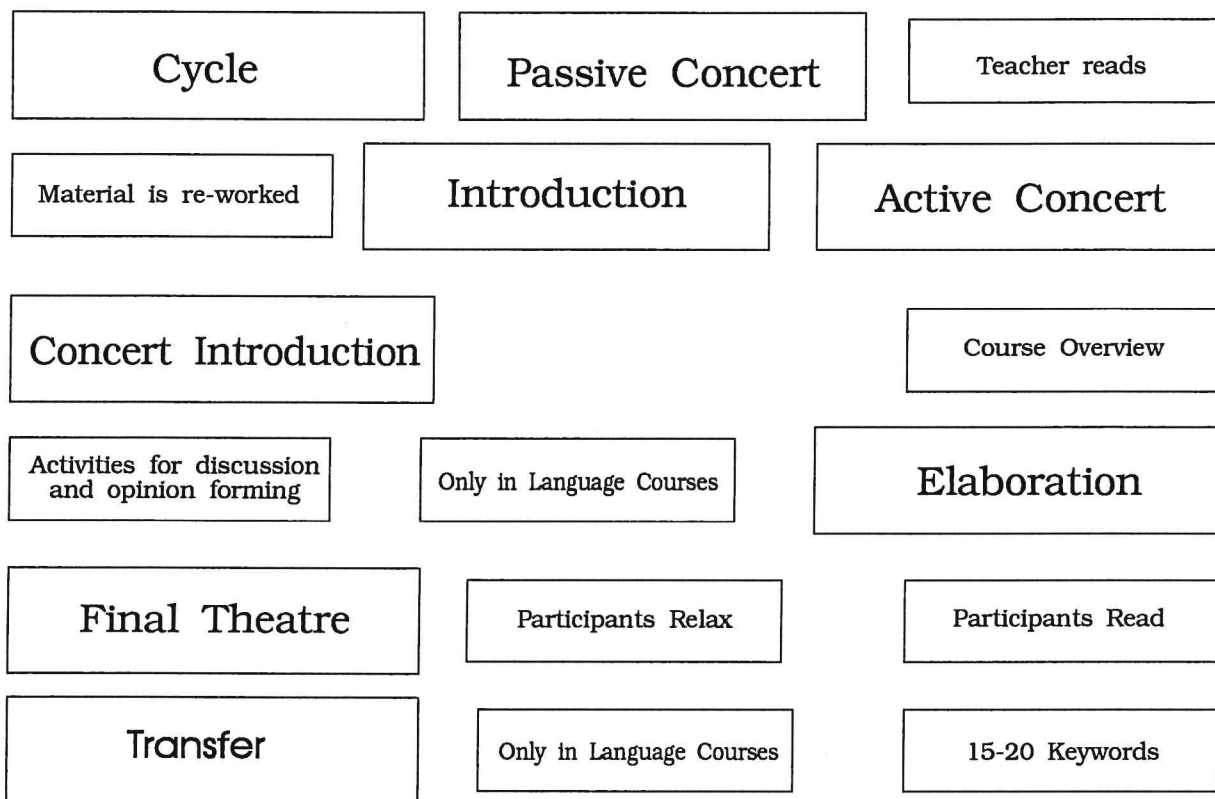 Cycle
Passive Concert
Teacher reads
Material is re-worked
Introduction
Active Concert
Concert Introduction
Course Overview
Activities for discussion
and opinion forming
Only in Language Courses
Elaboration
Final Theatre
Participants Relax
Participants Read
Transfer
Only in Language Courses
15-20 Keywords